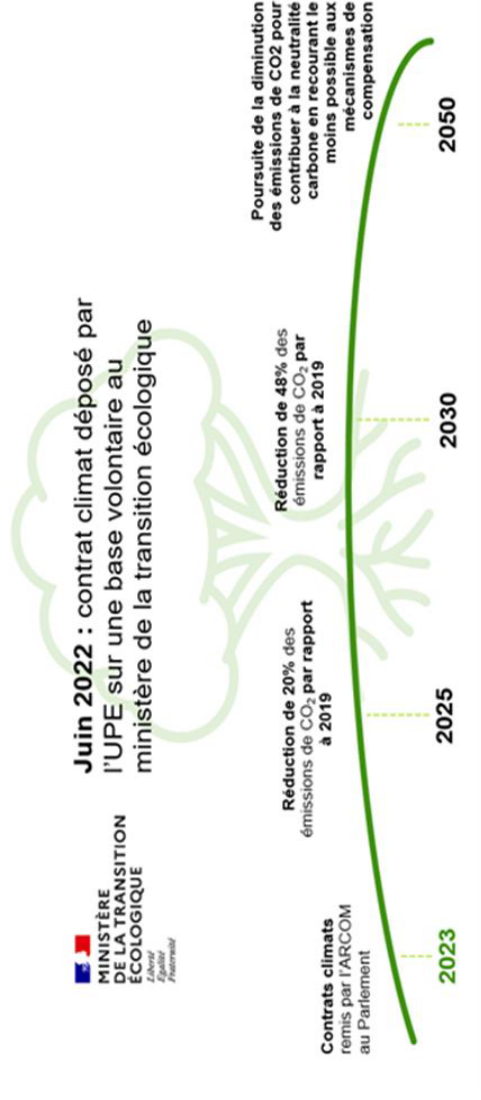 MINISTÈRE
DE LA TRANSITION
ÉCOLOGIQUE
Liberté
Égalité
Fraternité
Juin 2022 : contrat climat déposé par
l'UPE sur une base volontaire au
ministère de la transition écologique
Contrats climats
remis par l'ARCOM
au Parlement
Réduction de 20% des
émissions de CO₂ par rapport
à 2019
Réduction de 48% des
émissions de CO₂ par
rapport à 2019
Poursuite de la diminution
des émissions de CO2 pour
contribuer à la neutralité
carbone en recourant le
moins possible aux
mécanismes de
compensation
2023
2025
2030
2050